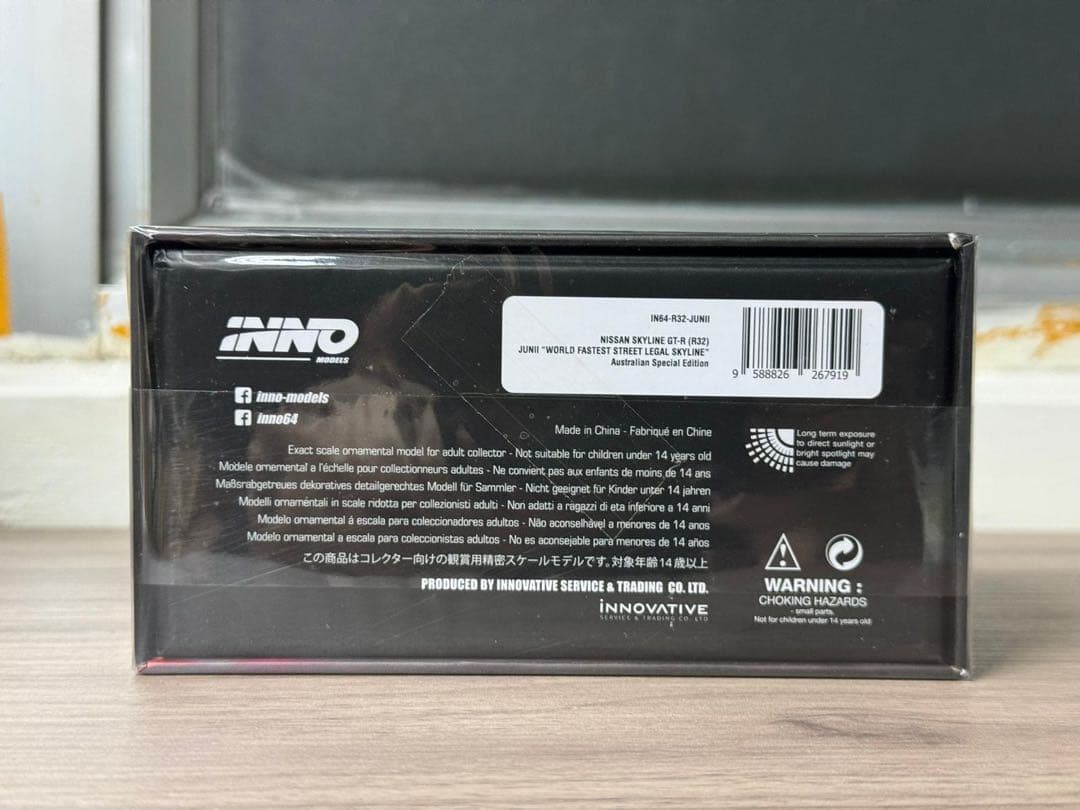 INNO
MODELS
inno-models
inno64
IN64-R32-JUNII
NISSAN SKYLINE GT-R (R32)
JUNII "WORLD FASTEST STREET LEGAL SKYLINE"
Australian Special Edition
9 588826 267919
Made in China - Fabriqué en Chine
Exact scale ornamental model for adult collector - Not suitable for children under 14 years old
Modele ornemental a l'échelle pour collectionneurs adultes - Ne convient pas aux enfants de moins de 14 ans
Maßsrabgetreues dekoratives detailgerechtes Modell für Sammler - Nicht geeignet für Kinder unter 14 jahren
Modelli ornaméntali in scale ridotta per collezionisti adulti - Non adatti a ragazzi di eta inferiore a 14 anni
Modelo ornamental á escala para coleccionadores adultos - Não aconselhável a menores de 14 anos
Modelo ornamental a escala para coleccionistas adultos - No es aconsejable para menores de 14 años
この商品はコレクター向けの観賞用精密スケールモデルです。対象年齢14歳以上
PRODUCED BY INNOVATIVE SERVICE & TRADING CO. LTD.
INNOVATIVE
SERVICE & TRADING CO. LTD
Long term exposure
to direct sunlight or
bright spotlight may
cause damage
WARNING :
CHOKING HAZARDS
- small parts.
Not for children under 14 years old